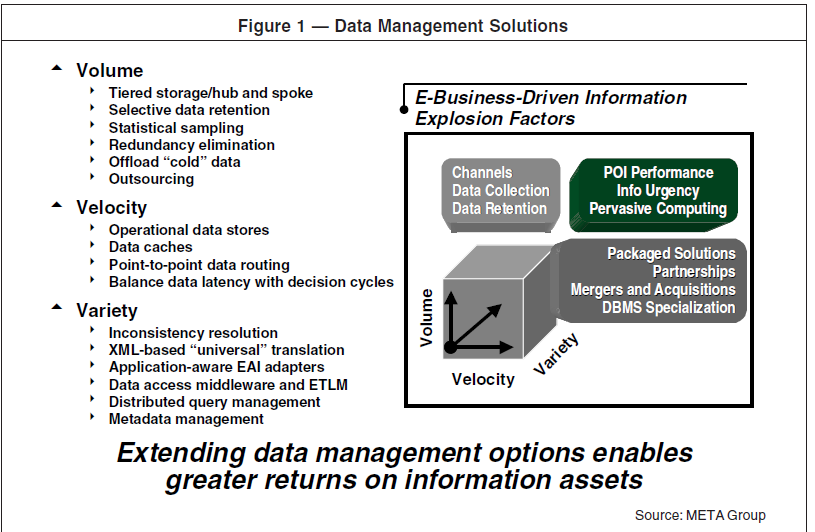 Figure 1 — Data Management Solutions
Volume
Tiered storage/hub and spoke
Selective data retention
Statistical sampling
Redundancy elimination
Offload “cold” data
Outsourcing
Velocity
Operational data stores
Data caches
Point-to-point data routing
Balance data latency with decision cycles
Variety
Inconsistency resolution
XML-based “universal” translation
Application-aware EAI adapters
Data access middleware and ETLM
Distributed query management
Metadata management
E-Business-Driven Information
Explosion Factors
Channels
Data Collection
Data Retention
POI Performance
Info Urgency
Pervasive Computing
Packaged Solutions
Partnerships
Mergers and Acquisitions
DBMS Specialization
Volume
Velocity
Variety
Extending data management options enables
greater returns on information assets
Source: META Group